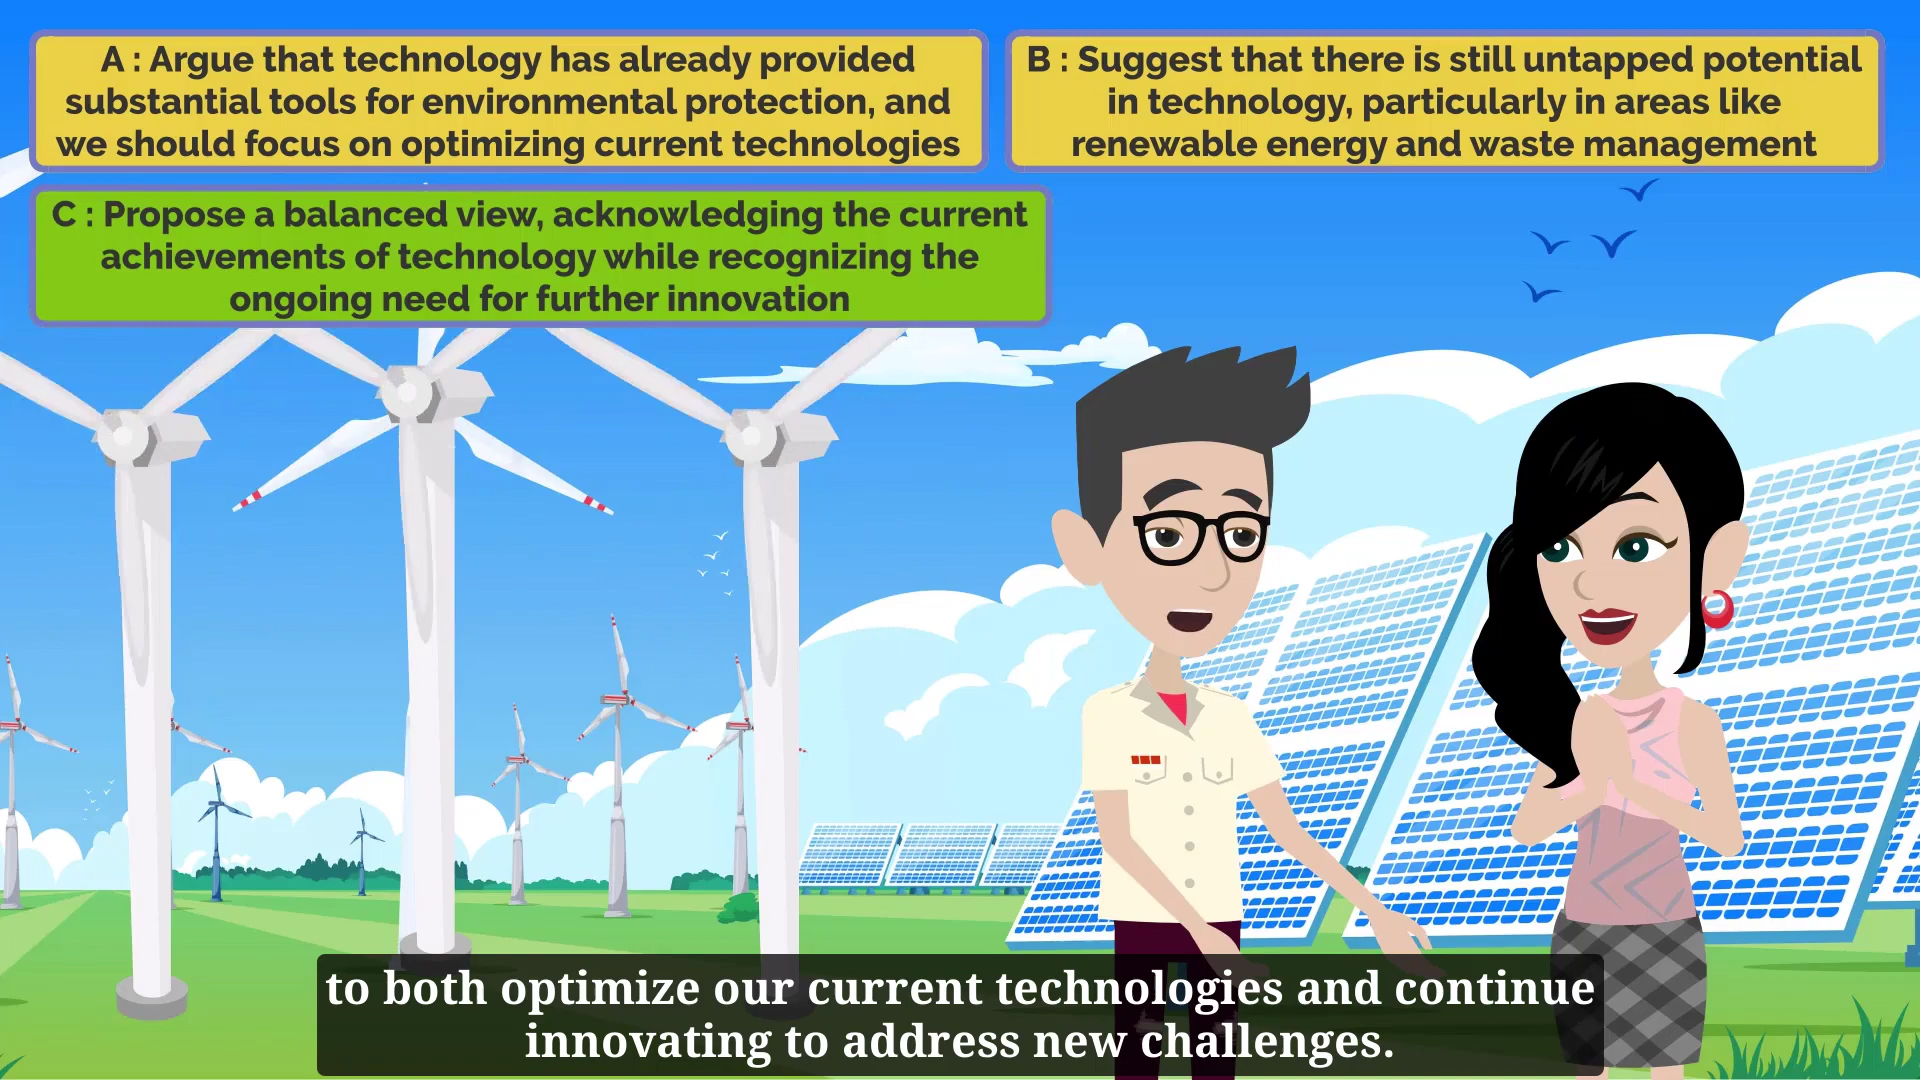 A : Argue that technology has already provided
substantial tools for environmental protection, and
we should focus on optimizing current technologies
B : Suggest that there is still untapped potential
in technology, particularly in areas like
renewable energy and waste management
C : Propose a balanced view, acknowledging the current
achievements of technology while recognizing the
ongoing need for further innovation
to both optimize our current technologies and continue
innovating to address new challenges.